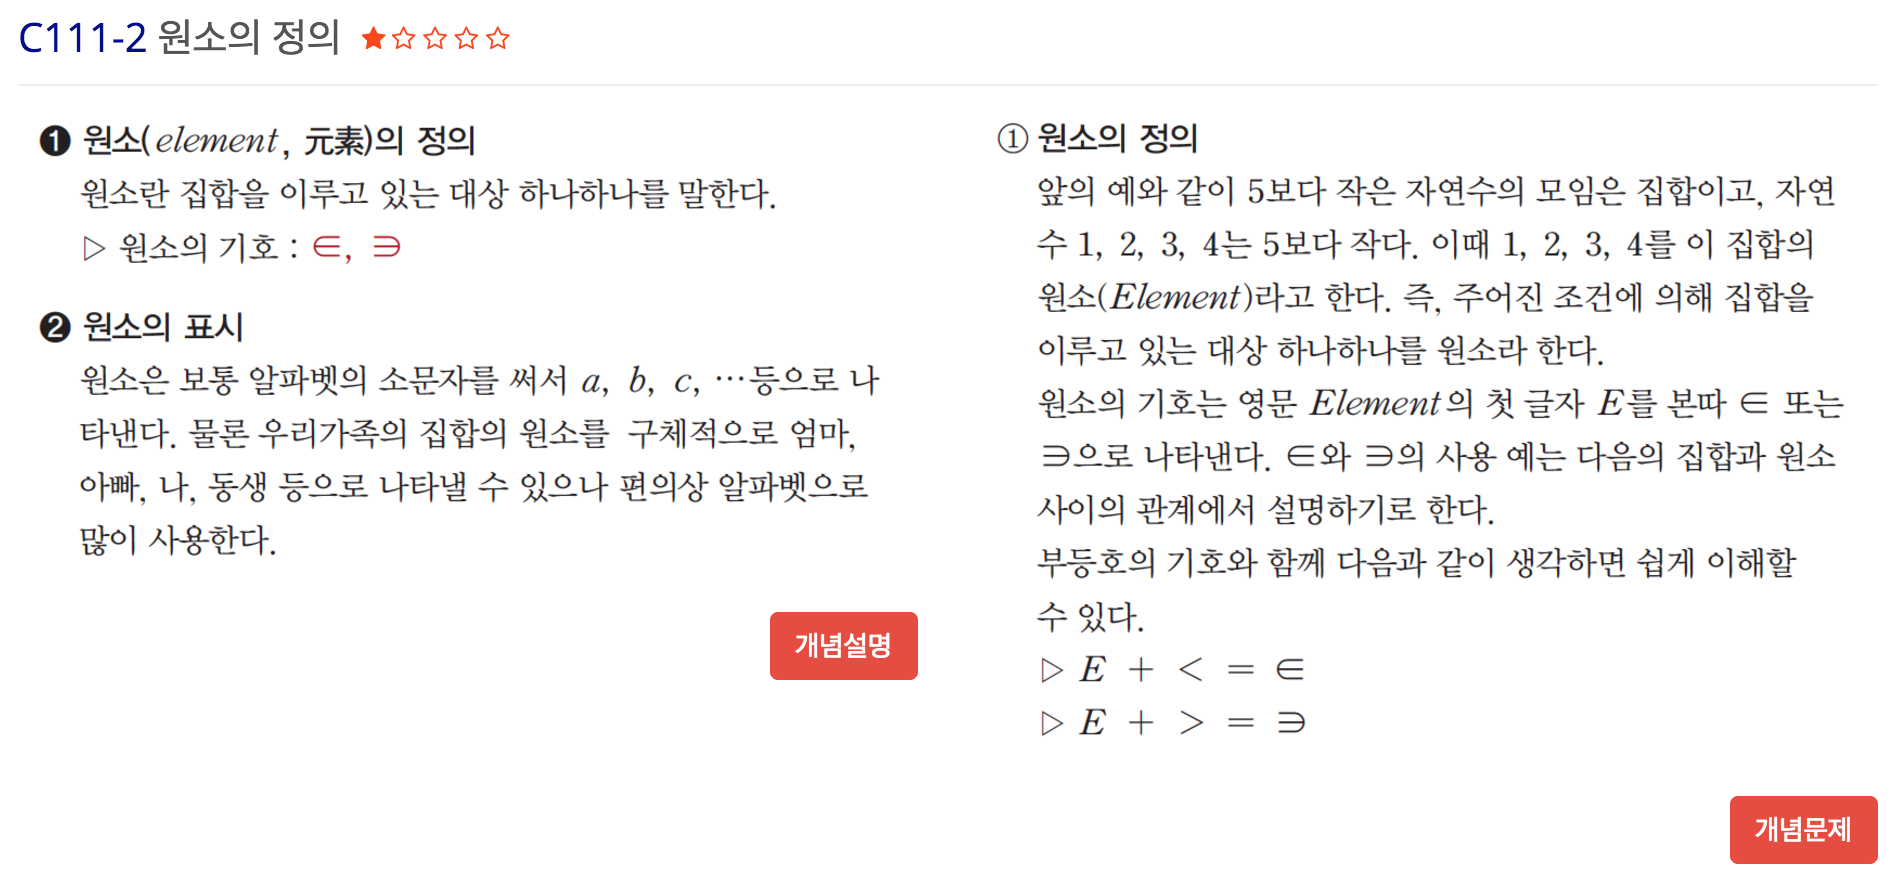 C111-2 원소의 정의 ★☆☆☆☆
❶ 원소(element, 元素)의 정의
원소란 집합을 이루고 있는 대상 하나하나를 말한다.
▷ 원소의 기호 : ∈, ∋
❷ 원소의 표시
원소은 보통 알파벳의 소문자를 써서 a, b, c, …등으로 나
타낸다. 물론 우리가족의 집합의 원소를 구체적으로 엄마,
아빠, 나, 동생 등으로 나타낼 수 있으나 편의상 알파벳으로
많이 사용한다.
개념설명
① 원소의 정의
앞의 예와 같이 5보다 작은 자연수의 모임은 집합이고, 자연
수 1, 2, 3, 4는 5보다 작다. 이때 1, 2, 3, 4를 이 집합의
원소(Element)라고 한다. 즉, 주어진 조건에 의해 집합을
이루고 있는 대상 하나하나를 원소라 한다.
원소의 기호는 영문 Element의 첫 글자 E를 본따 ∈ 또는
∋으로 나타낸다. ∈와 ∋의 사용 예는 다음의 집합과 원소
사이의 관계에서 설명하기로 한다.
부등호의 기호와 함께 다음과 같이 생각하면 쉽게 이해할
수 있다.
▷ E + < = ∈
▷ E + > = ∋
개념문제